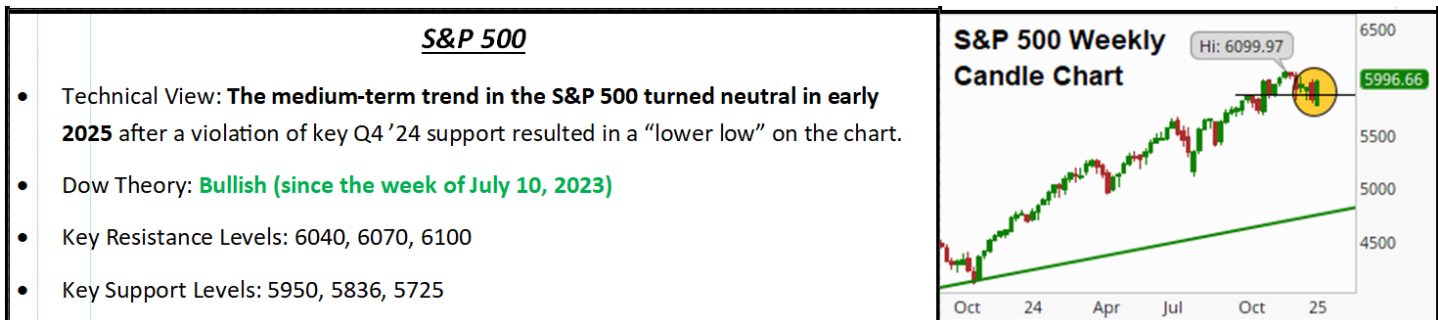 S&P 500
• Technical View: The medium-term trend in the S&P 500 turned neutral in early
2025 after a violation of key Q4 ’24 support resulted in a “lower low” on the chart.
• Dow Theory: Bullish (since the week of July 10, 2023)
• Key Resistance Levels: 6040, 6070, 6100
• Key Support Levels: 5950, 5836, 5725
S&P 500 Weekly
Candle Chart
Hi: 6099.97
6500
5996.66
5500
5000
4500
Oct 24 Apr Jul Oct 25